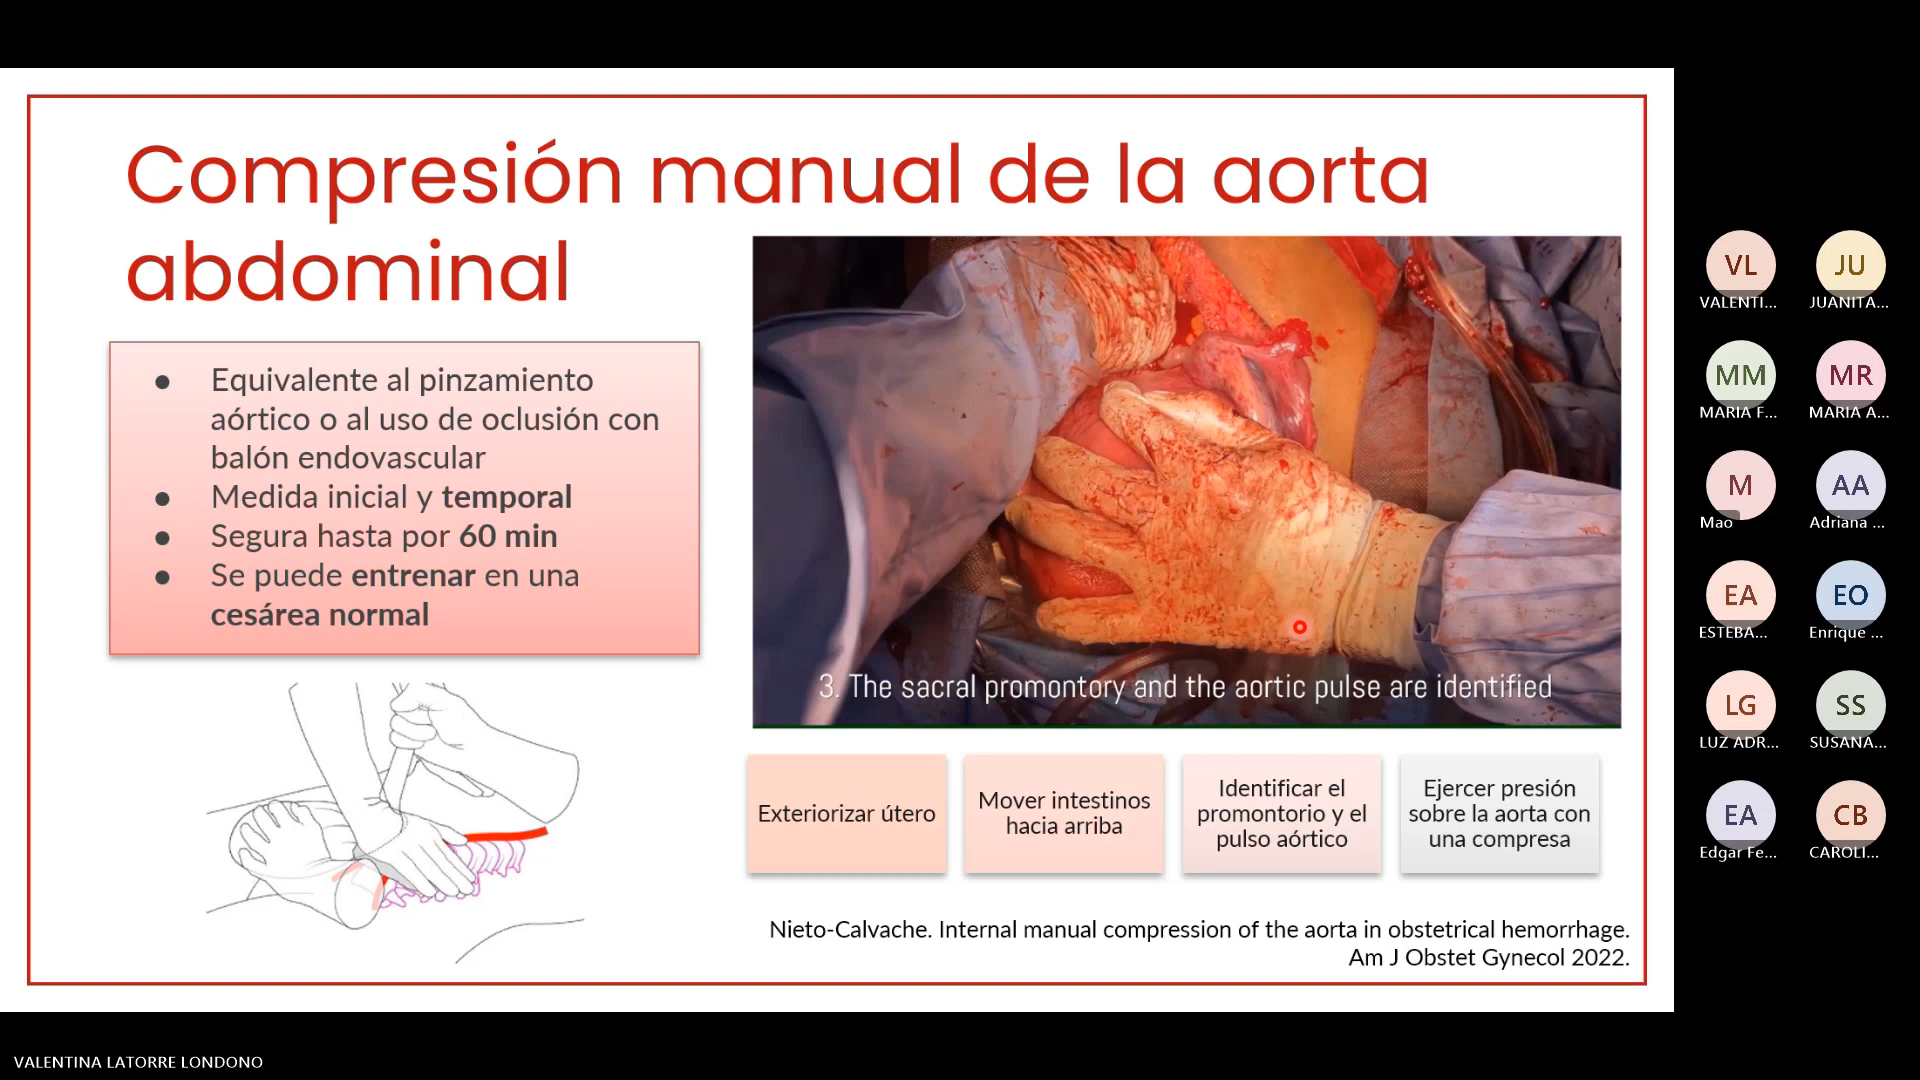 Compresión manual de la aorta
abdominal
● Equivalente al pinzamiento
aórtico o al uso de oclusión con
balón endovascular
● Medida inicial y temporal
● Segura hasta por 60 min
● Se puede entrenar en una
cesárea normal
3. The sacral promontory and the aortic pulse are identified
Exteriorizar útero
Mover intestinos
hacia arriba
Identificar el
promontorio y el
pulso aórtico
Ejercer presión
sobre la aorta con
una compresa
Nieto-Calvache. Internal manual compression of the aorta in obstetrical hemorrhage.
Am J Obstet Gynecol 2022.
VL
VALENTI...
JU
JUANITA...
MM
MARIA F...
MR
MARIA A...
M
Mao
AA
Adriana ...
EA
ESTEBA...
EO
Enrique ...
LG
LUZ ADR...
SS
SUSANA...
EA
Edgar Fe...
CB
CAROLI...
VALENTINA LATORRE LONDONO